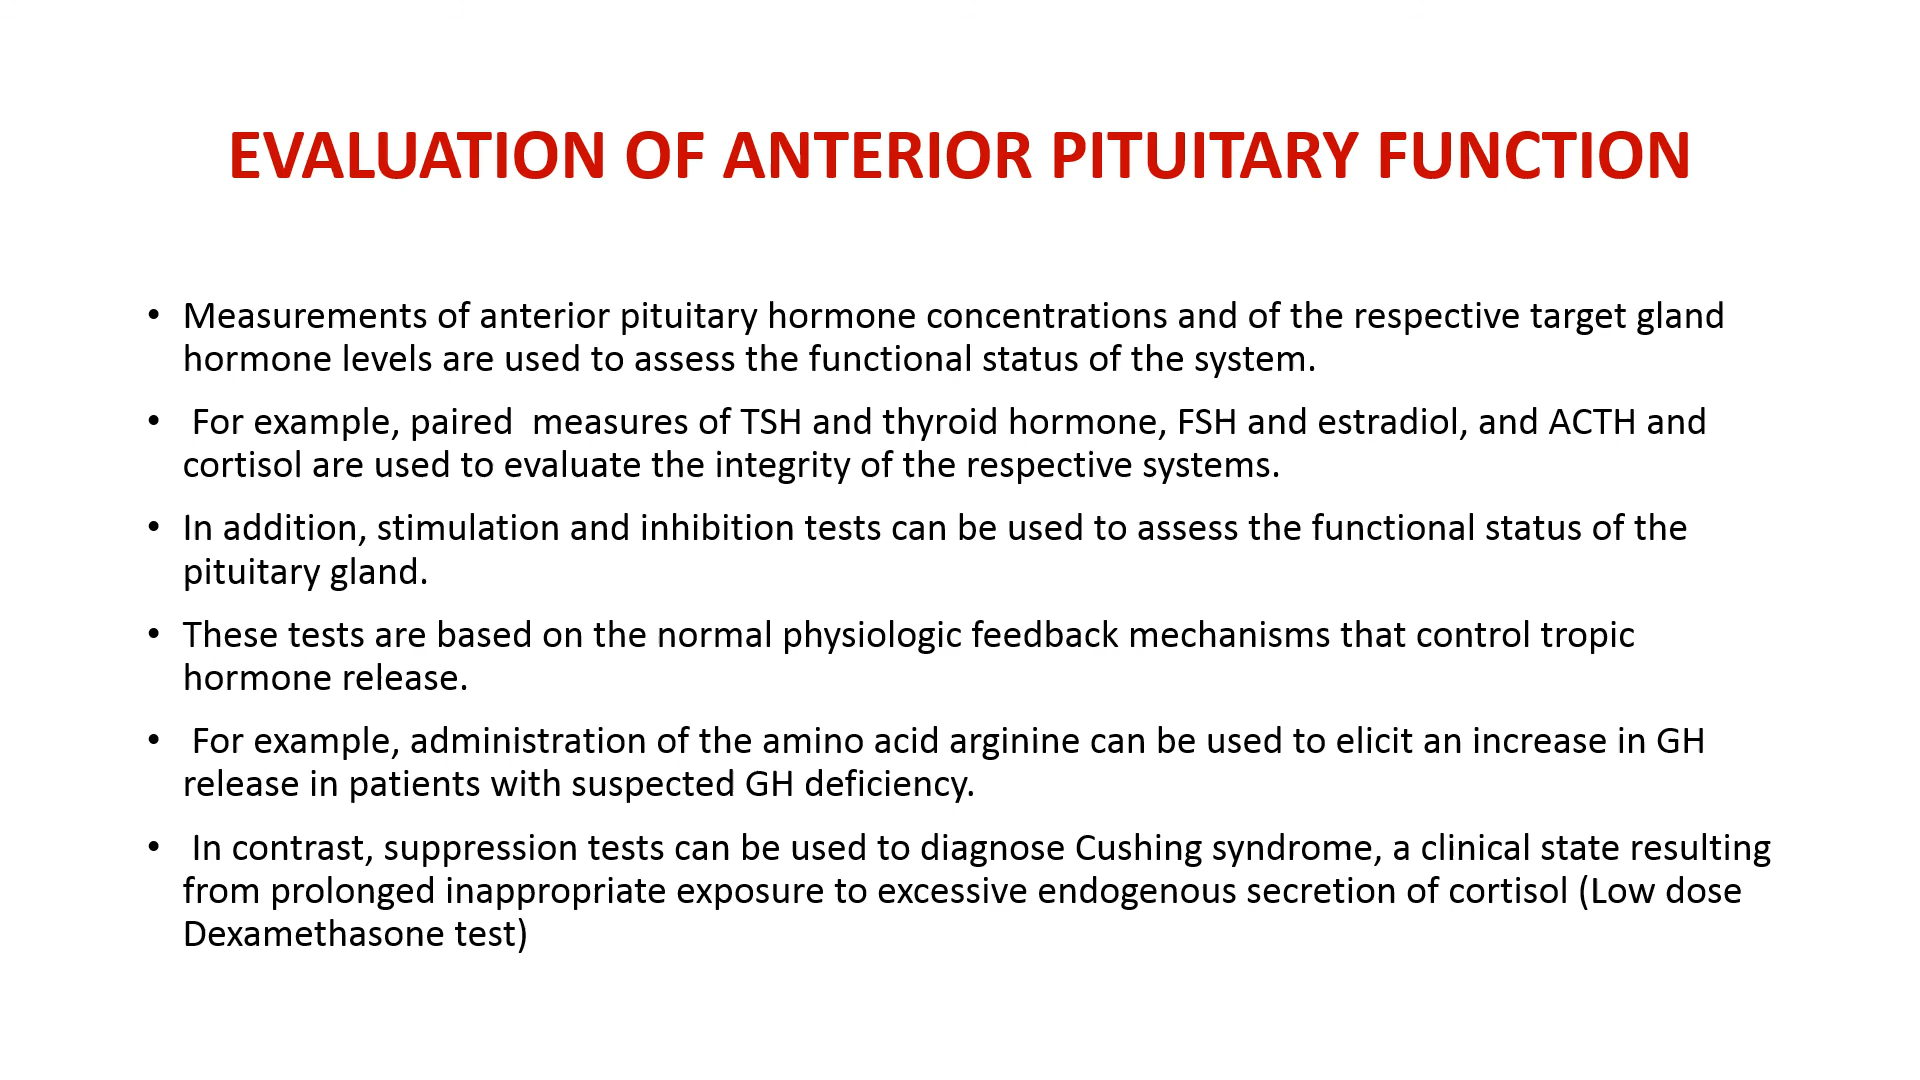 EVALUATION OF ANTERIOR PITUITARY FUNCTION
• Measurements of anterior pituitary hormone concentrations and of the respective target gland
hormone levels are used to assess the functional status of the system.
• For example, paired  measures of TSH and thyroid hormone, FSH and estradiol, and ACTH and
cortisol are used to evaluate the integrity of the respective systems.
• In addition, stimulation and inhibition tests can be used to assess the functional status of the
pituitary gland.
• These tests are based on the normal physiologic feedback mechanisms that control tropic
hormone release.
• For example, administration of the amino acid arginine can be used to elicit an increase in GH
release in patients with suspected GH deficiency.
• In contrast, suppression tests can be used to diagnose Cushing syndrome, a clinical state resulting
from prolonged inappropriate exposure to excessive endogenous secretion of cortisol (Low dose
Dexamethasone test)